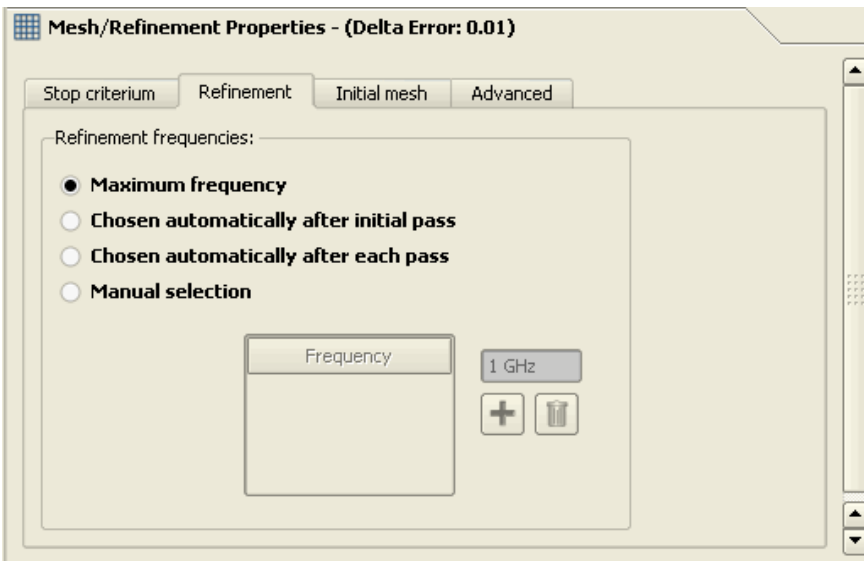 Mesh/Refinement Properties - (Delta Error: 0.01)
Stop criterium Refinement Initial mesh Advanced
Refinement frequencies:
Maximum frequency
Chosen automatically after initial pass
Chosen automatically after each pass
Manual selection
Frequency
1 GHz